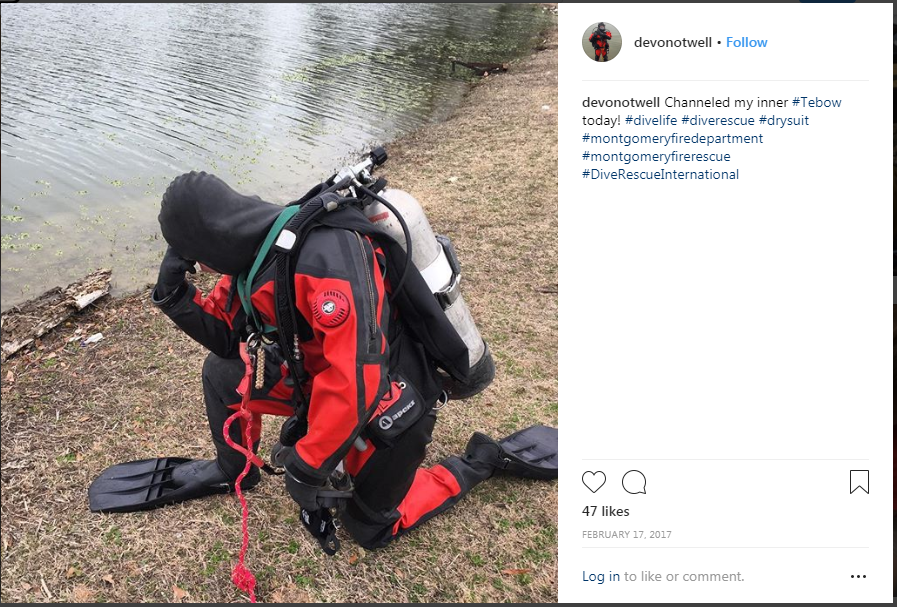 devonotwell • Follow
devonotwell Channeled my inner #Tebow
today! #divelife #diverescue #drysuit
#montgomeryfiredepartment
#montgomeryfirerescue
#DiveRescueInternational
apeks
47 likes
FEBRUARY 17, 2017
Log in to like or comment.